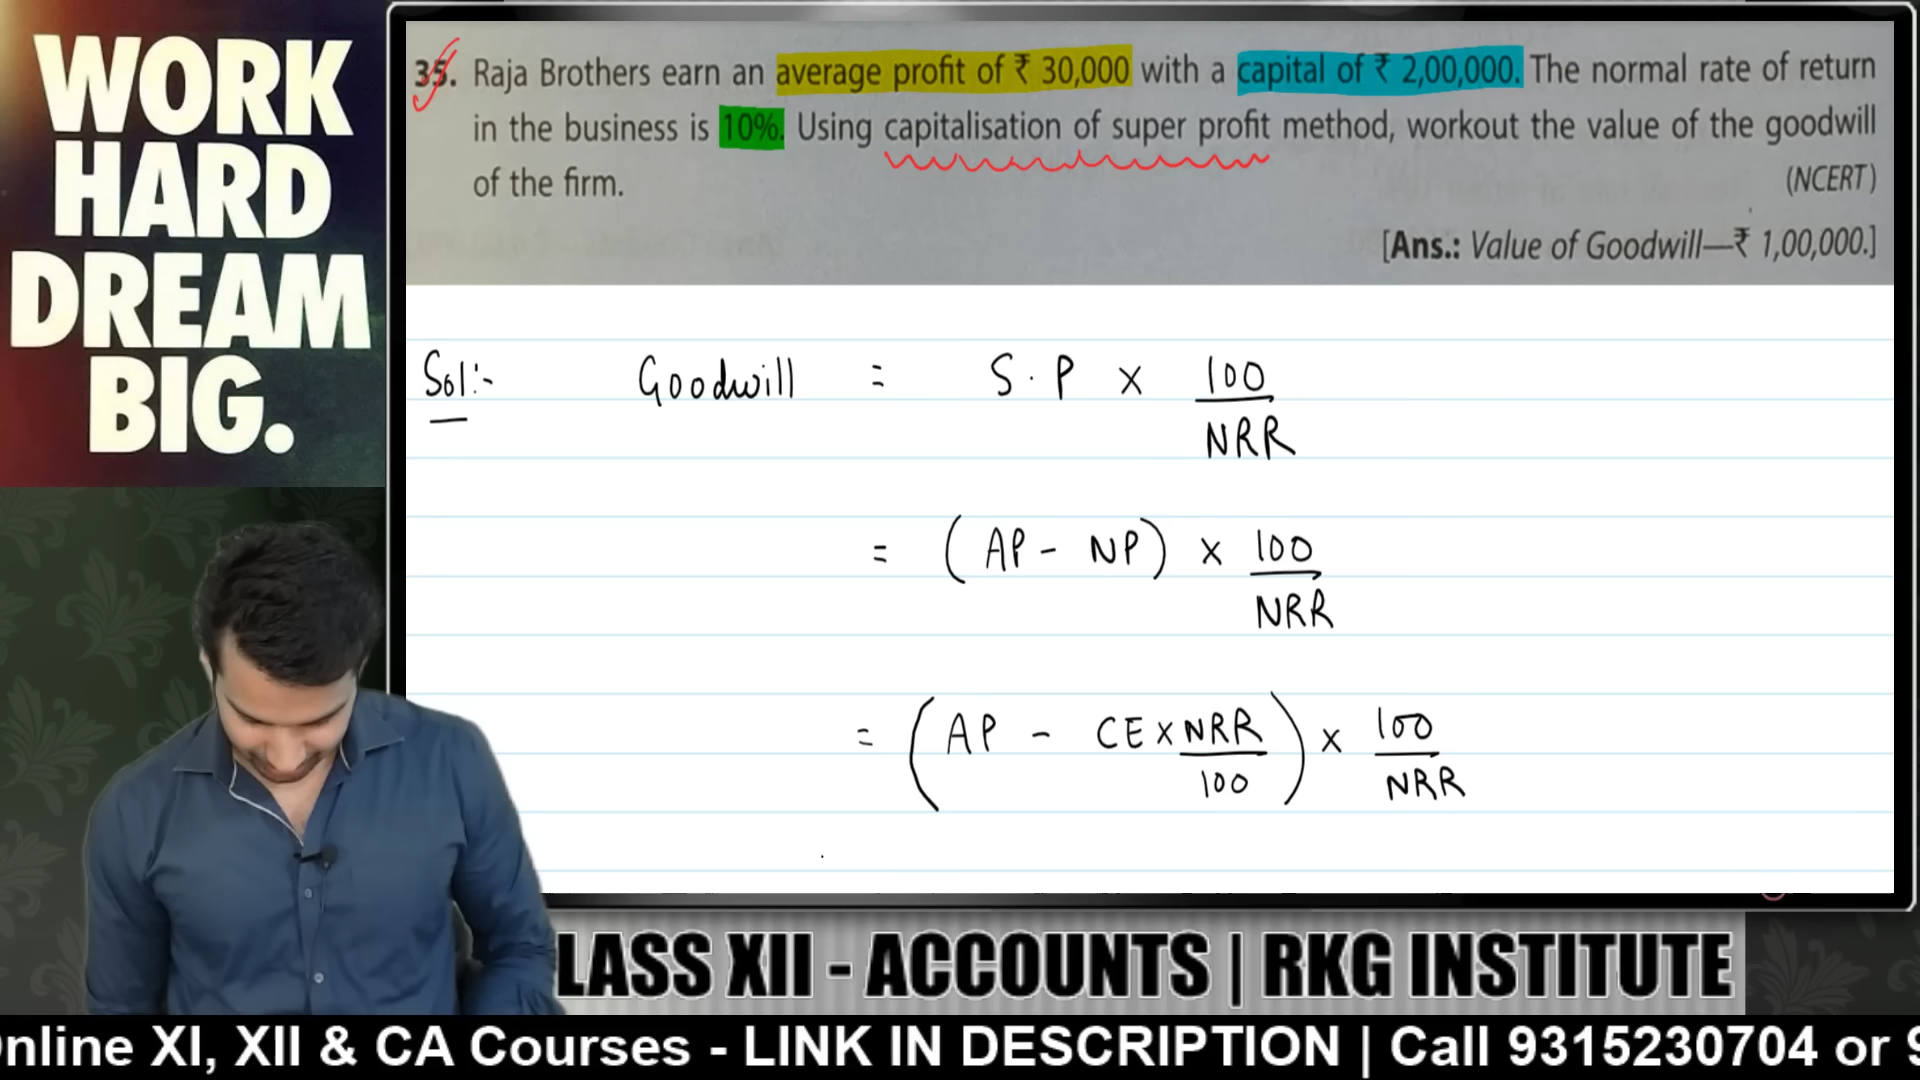 WORK
HARD
DREAM
BIG.
35. Raja Brothers earn an average profit of ₹ 30,000 with a capital of ₹ 2,00,000. The normal rate of return
in the business is 10%. Using capitalisation of super profit method, workout the value of the goodwill
of the firm. (NCERT)
[Ans.: Value of Goodwill—₹ 1,00,000.]
Sol:- Goodwill = S.P × 100/NRR
= (AP - NP) × 100/NRR
= (AP - CE × NRR/100) × 100/NRR
LASS XII - ACCOUNTS | RKG INSTITUTE
nline XI, XII & CA Courses - LINK IN DESCRIPTION | Call 9315230704 or 9